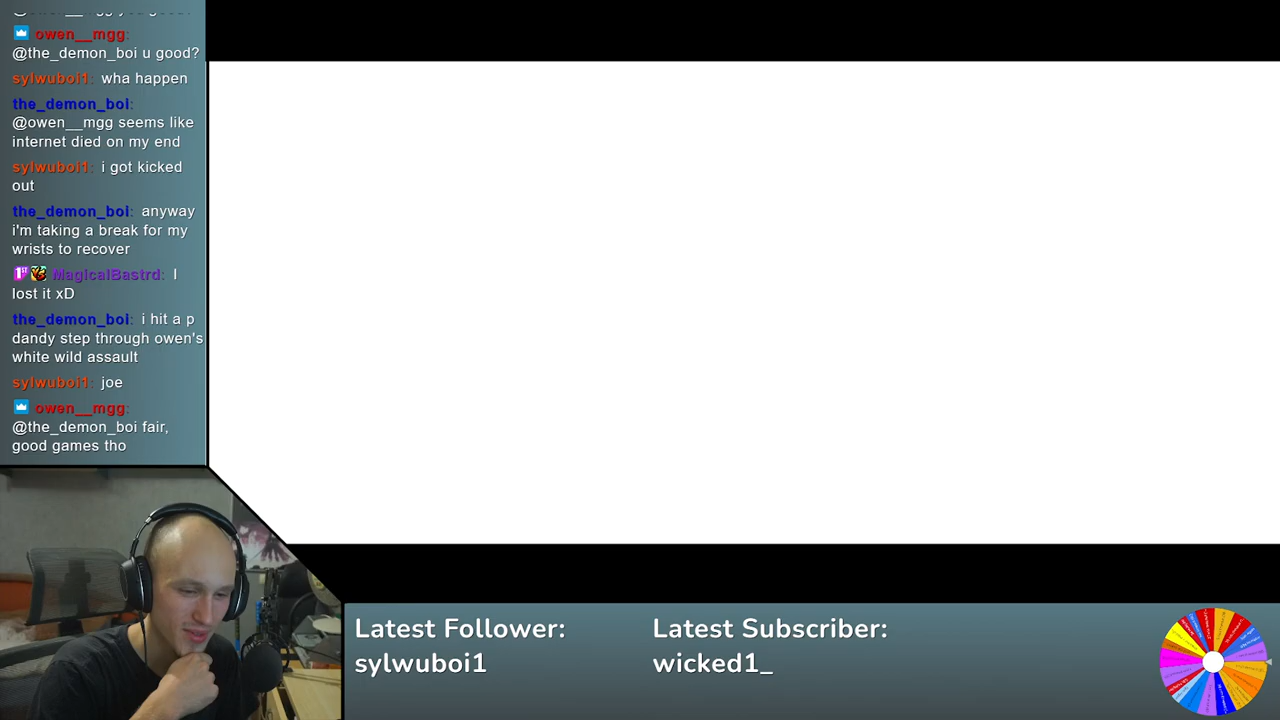 owen__mgg:
@the_demon_boi u good?
sylwuboi1: wha happen
the_demon_boi:
@owen__mgg seems like
internet died on my end
sylwuboi1: i got kicked
out
the_demon_boi: anyway
i'm taking a break for my
wrists to recover
MagicalBastrd: I
lost it xD
the_demon_boi: i hit a p
dandy step through owen's
white wild assault
sylwuboi1: joe
owen__mgg:
@the_demon_boi fair,
good games tho
Latest Follower:
sylwuboi1
Latest Subscriber:
wicked1_